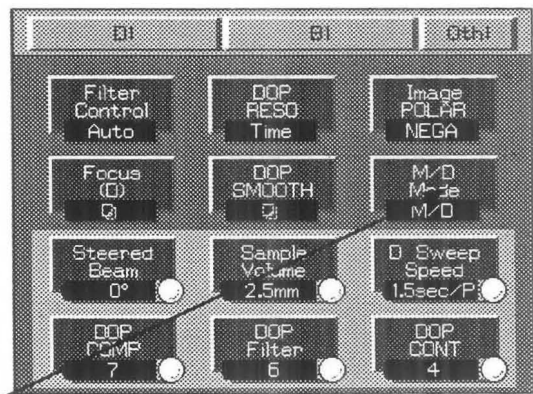 D! B! Oth!
Filter Control Auto
DOP RESO Time
Image POLAR NEGA
Focus (D)
DOP SMOOTH
M/D Mode M/D
Steered Beam 0°
Sample Volume 2.5mm
D Sweep Speed 1.5sec/P
DOP COMP 7
DOP Filter 6
DOP CONT 4